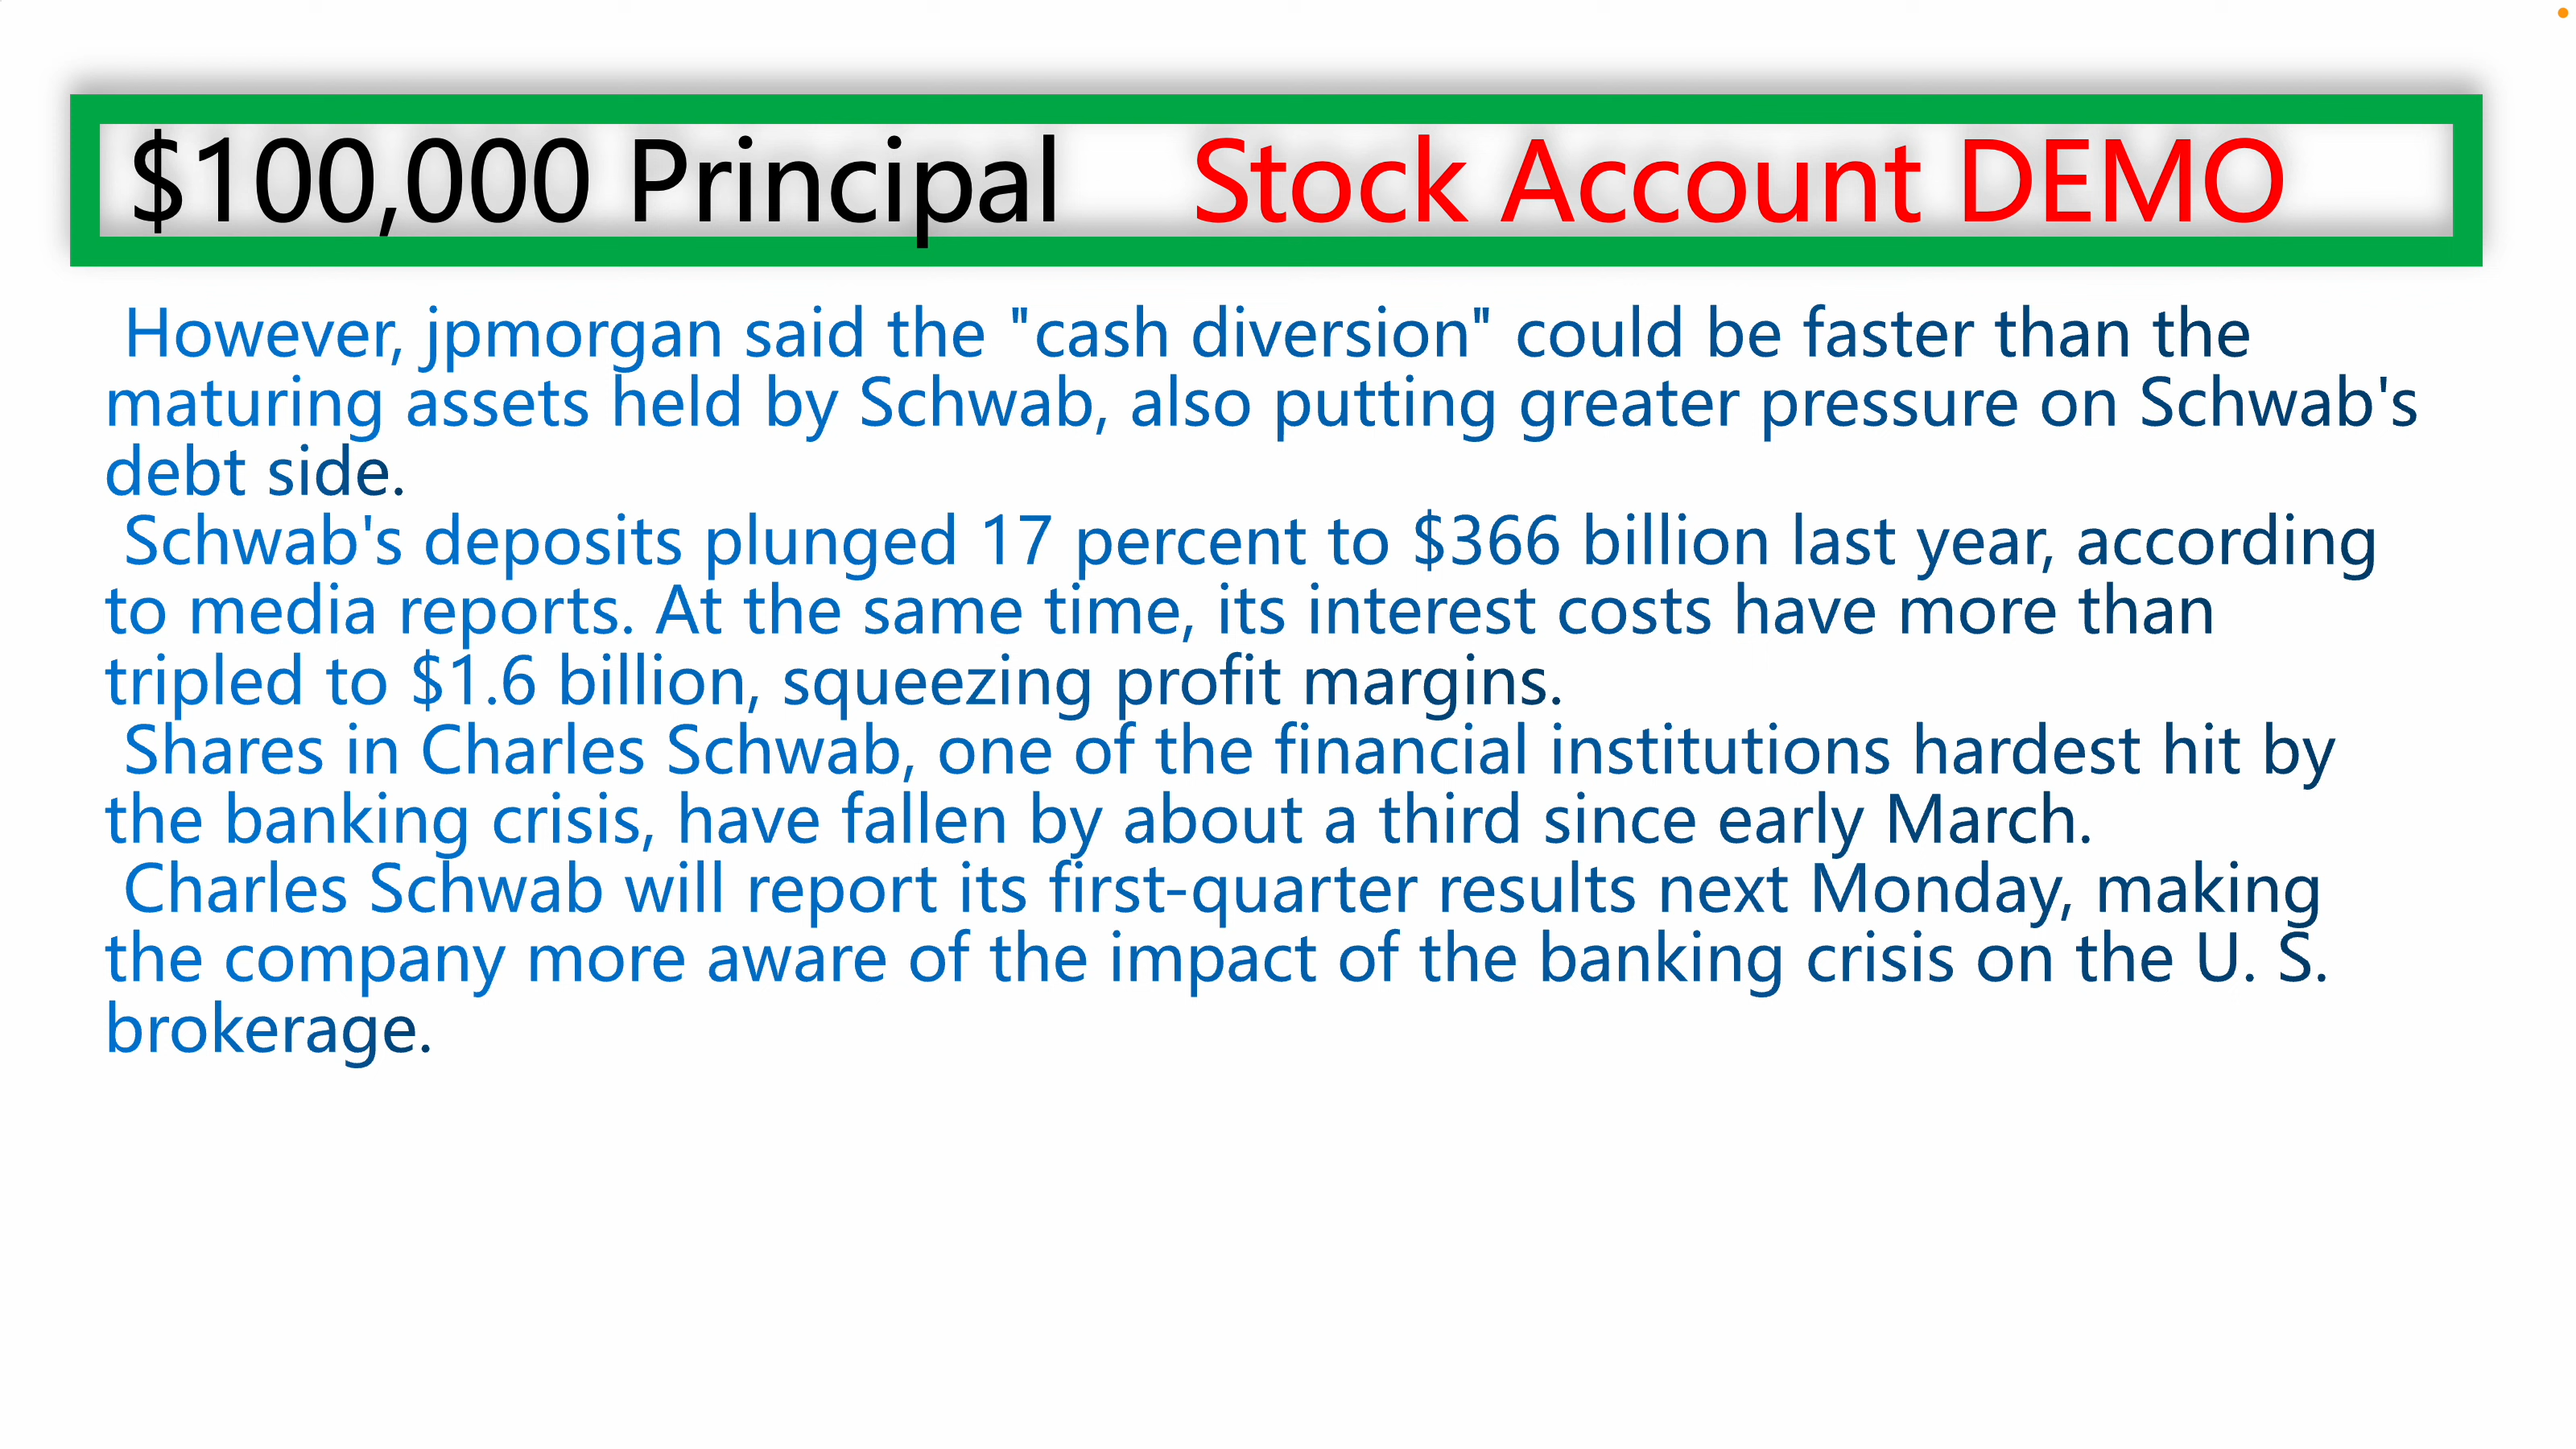 $100,000 Principal Stock Account DEMO
However, jpmorgan said the "cash diversion" could be faster than the
maturing assets held by Schwab, also putting greater pressure on Schwab's
debt side.
Schwab's deposits plunged 17 percent to $366 billion last year, according
to media reports. At the same time, its interest costs have more than
tripled to $1.6 billion, squeezing profit margins.
Shares in Charles Schwab, one of the financial institutions hardest hit by
the banking crisis, have fallen by about a third since early March.
Charles Schwab will report its first-quarter results next Monday, making
the company more aware of the impact of the banking crisis on the U. S.
brokerage.